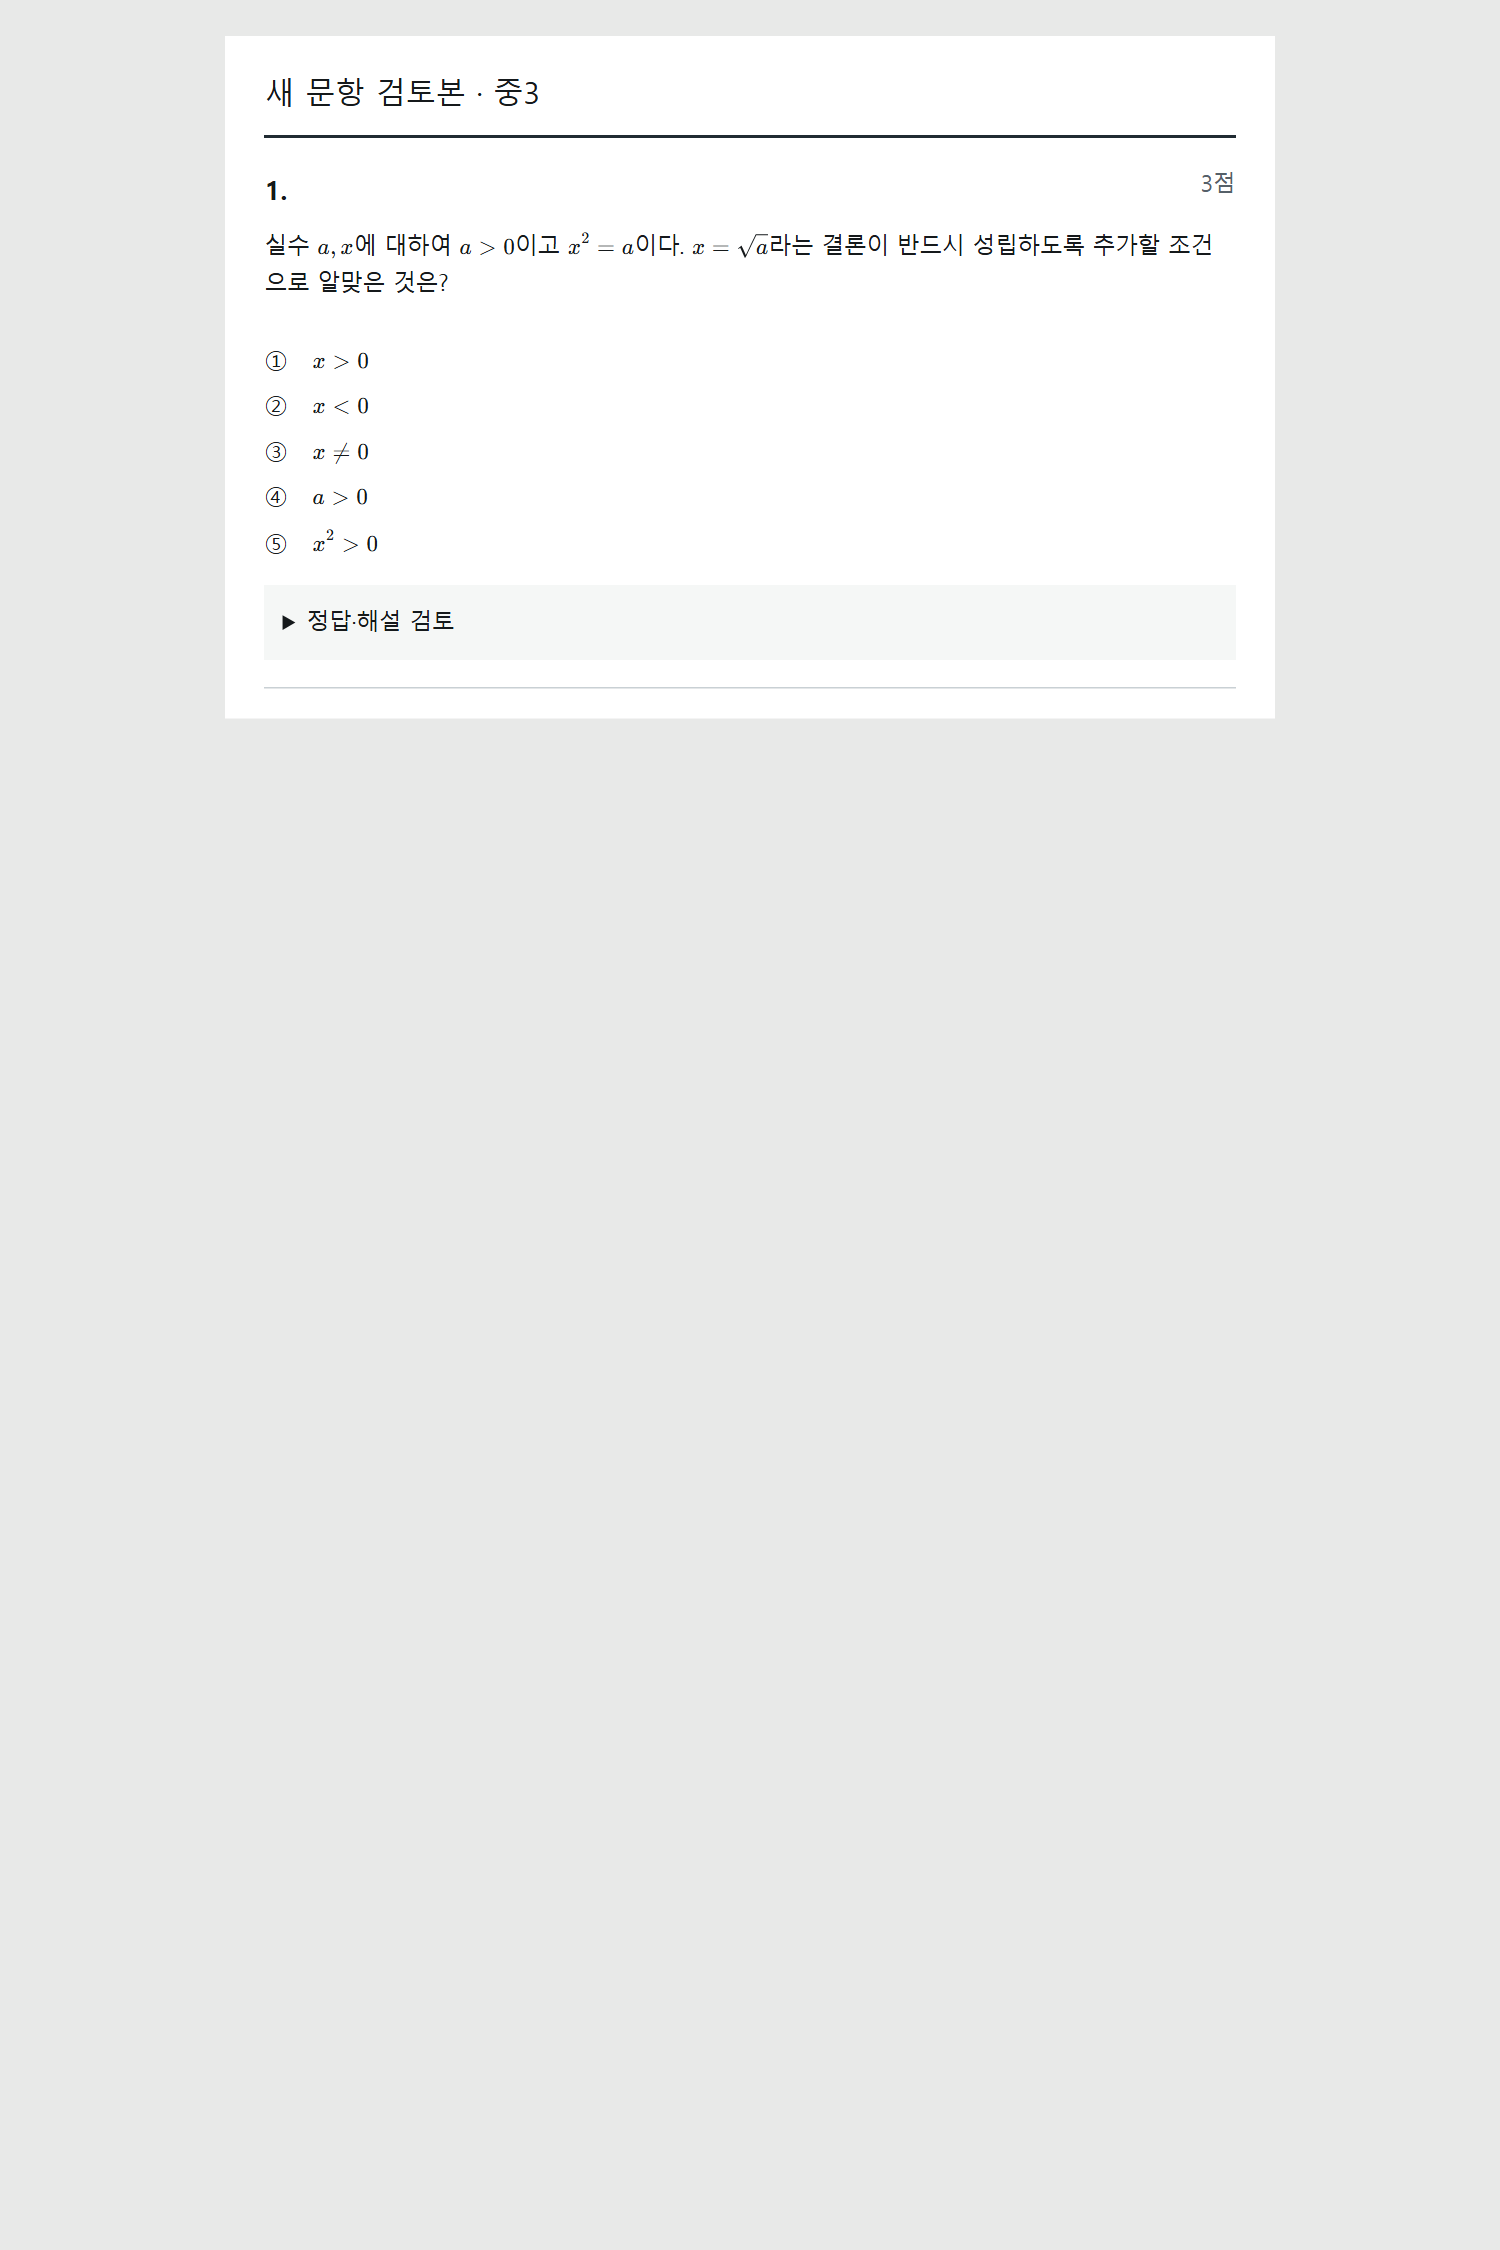 새 문항 검토본 · 중3
3점
1.
실수 a, x에 대하여 a > 0이고 x² = a이다. x = √a라는 결론이 반드시 성립하도록 추가할 조건
으로 알맞은 것은?
① x > 0
② x < 0
③ x ≠ 0
④ a > 0
⑤ x² > 0
▶ 정답·해설 검토